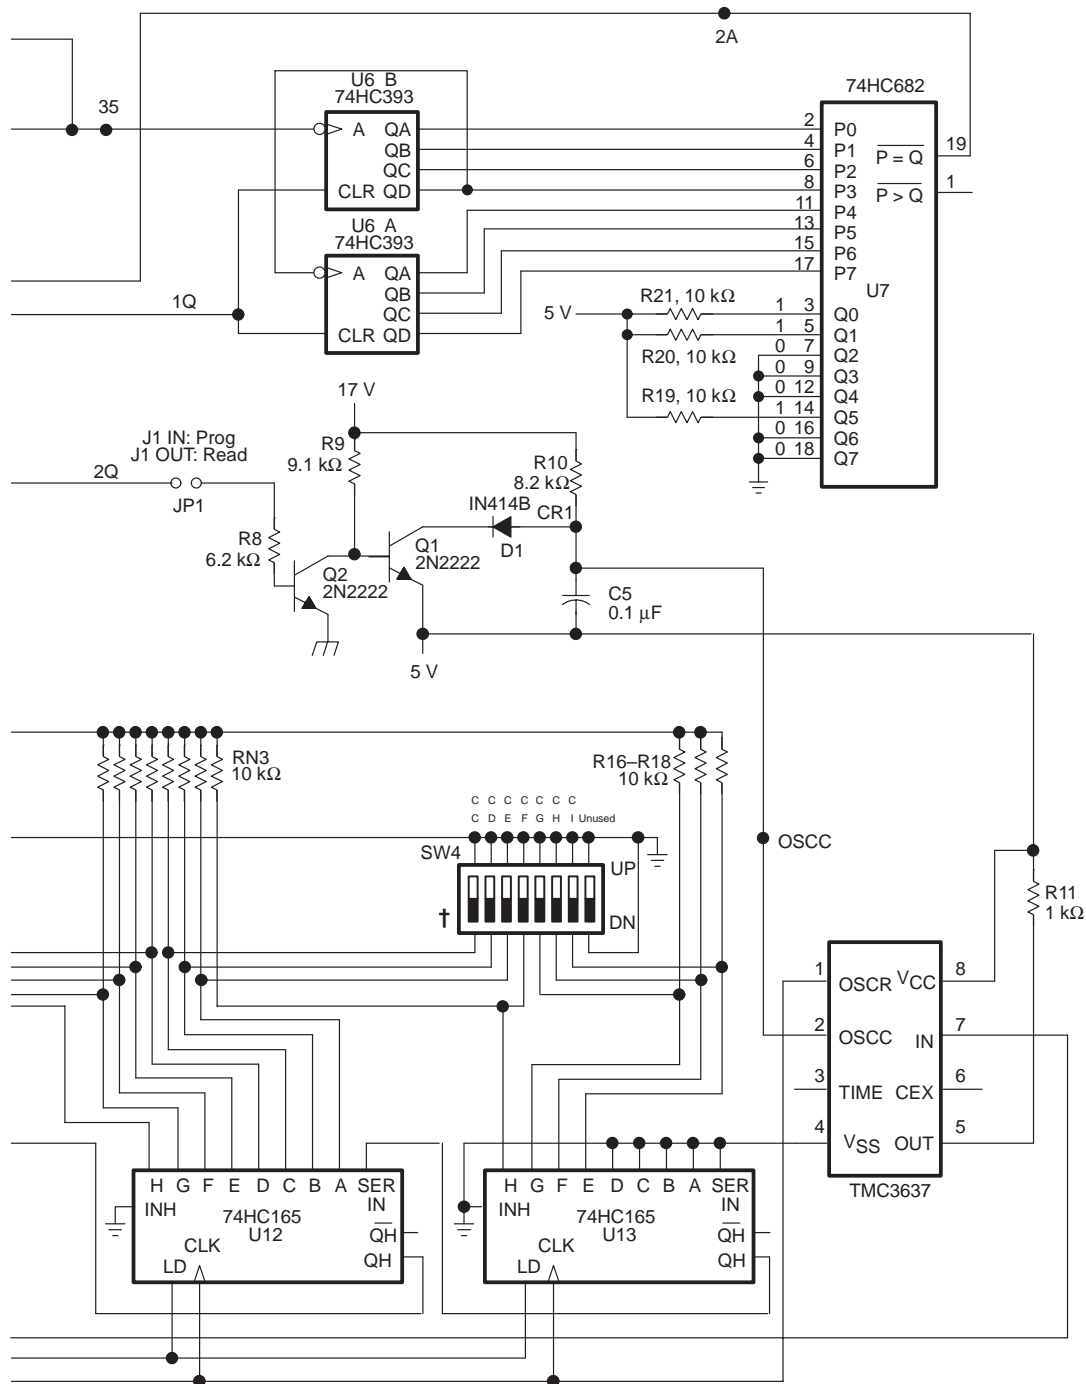 2A
U6 B
74HC393
74HC682
35
A QA
QB
QC
CLR QD
2 P0
4 P1
6 P2
8 P3
11 P4
13 P5
15 P6
17 P7
P = Q 19
P > Q 1
U7
U6 A
74HC393
A QA
QB
QC
CLR QD
1Q
5 V
R21, 10 kΩ
R20, 10 kΩ
R19, 10 kΩ
1 3 Q0
1 5 Q1
0 7 Q2
0 9 Q3
0 12 Q4
1 14 Q5
0 16 Q6
0 18 Q7
17 V
J1 IN: Prog
J1 OUT: Read
2Q
JP1
R9
9.1 kΩ
R10
8.2 kΩ
IN414B
CR1
D1
R8
6.2 kΩ
Q1
2N2222
Q2
2N2222
C5
0.1 μF
5 V
RN3
10 kΩ
R16–R18
10 kΩ
C C C C C C C
C D E F G H I Unused
SW4
UP
DN
†
OSCC
R11
1 kΩ
1 OSCR VCC 8
2 OSCC IN 7
3 TIME CEX 6
4 VSS OUT 5
TMC3637
H G F E D C B A SER
IN
INH
74HC165
U12
QH
CLK
QH
LD
H G F E D C B A SER
IN
INH
74HC165
U13
QH
CLK
QH
LD